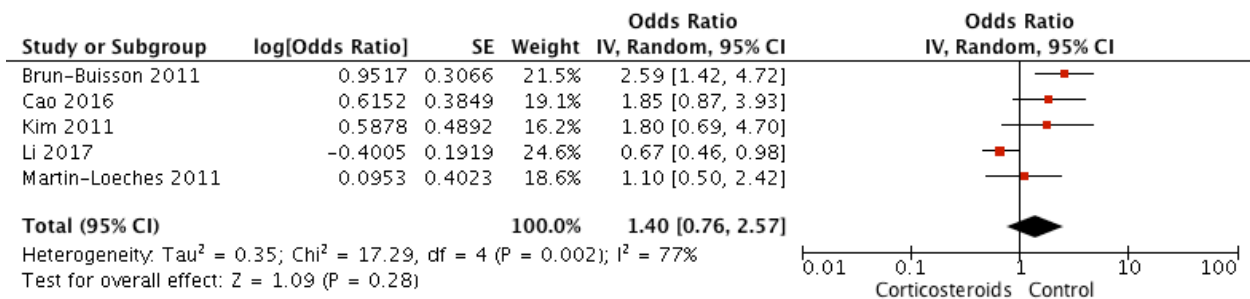 Odds Ratio Odds Ratio
Study or Subgroup log[Odds Ratio] SE Weight IV, Random, 95% CI IV, Random, 95% CI
Brun-Buisson 2011 0.9517 0.3066 21.5% 2.59 [1.42, 4.72]
Cao 2016 0.6152 0.3849 19.1% 1.85 [0.87, 3.93]
Kim 2011 0.5878 0.4892 16.2% 1.80 [0.69, 4.70]
Li 2017 -0.4005 0.1919 24.6% 0.67 [0.46, 0.98]
Martin-Loeches 2011 0.0953 0.4023 18.6% 1.10 [0.50, 2.42]
Total (95% CI) 100.0% 1.40 [0.76, 2.57]
Heterogeneity: Tau² = 0.35; Chi² = 17.29, df = 4 (P = 0.002); I² = 77%
Test for overall effect: Z = 1.09 (P = 0.28)
0.01 0.1 1 10 100
Corticosteroids Control